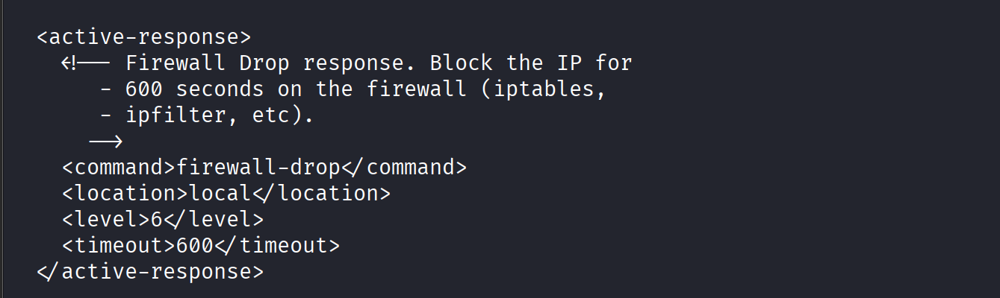 <active-response>
  <!-- Firewall Drop response. Block the IP for
     - 600 seconds on the firewall (iptables,
     - ipfilter, etc).
    -->
  <command>firewall-drop</command>
  <location>local</location>
  <level>6</level>
  <timeout>600</timeout>
</active-response>